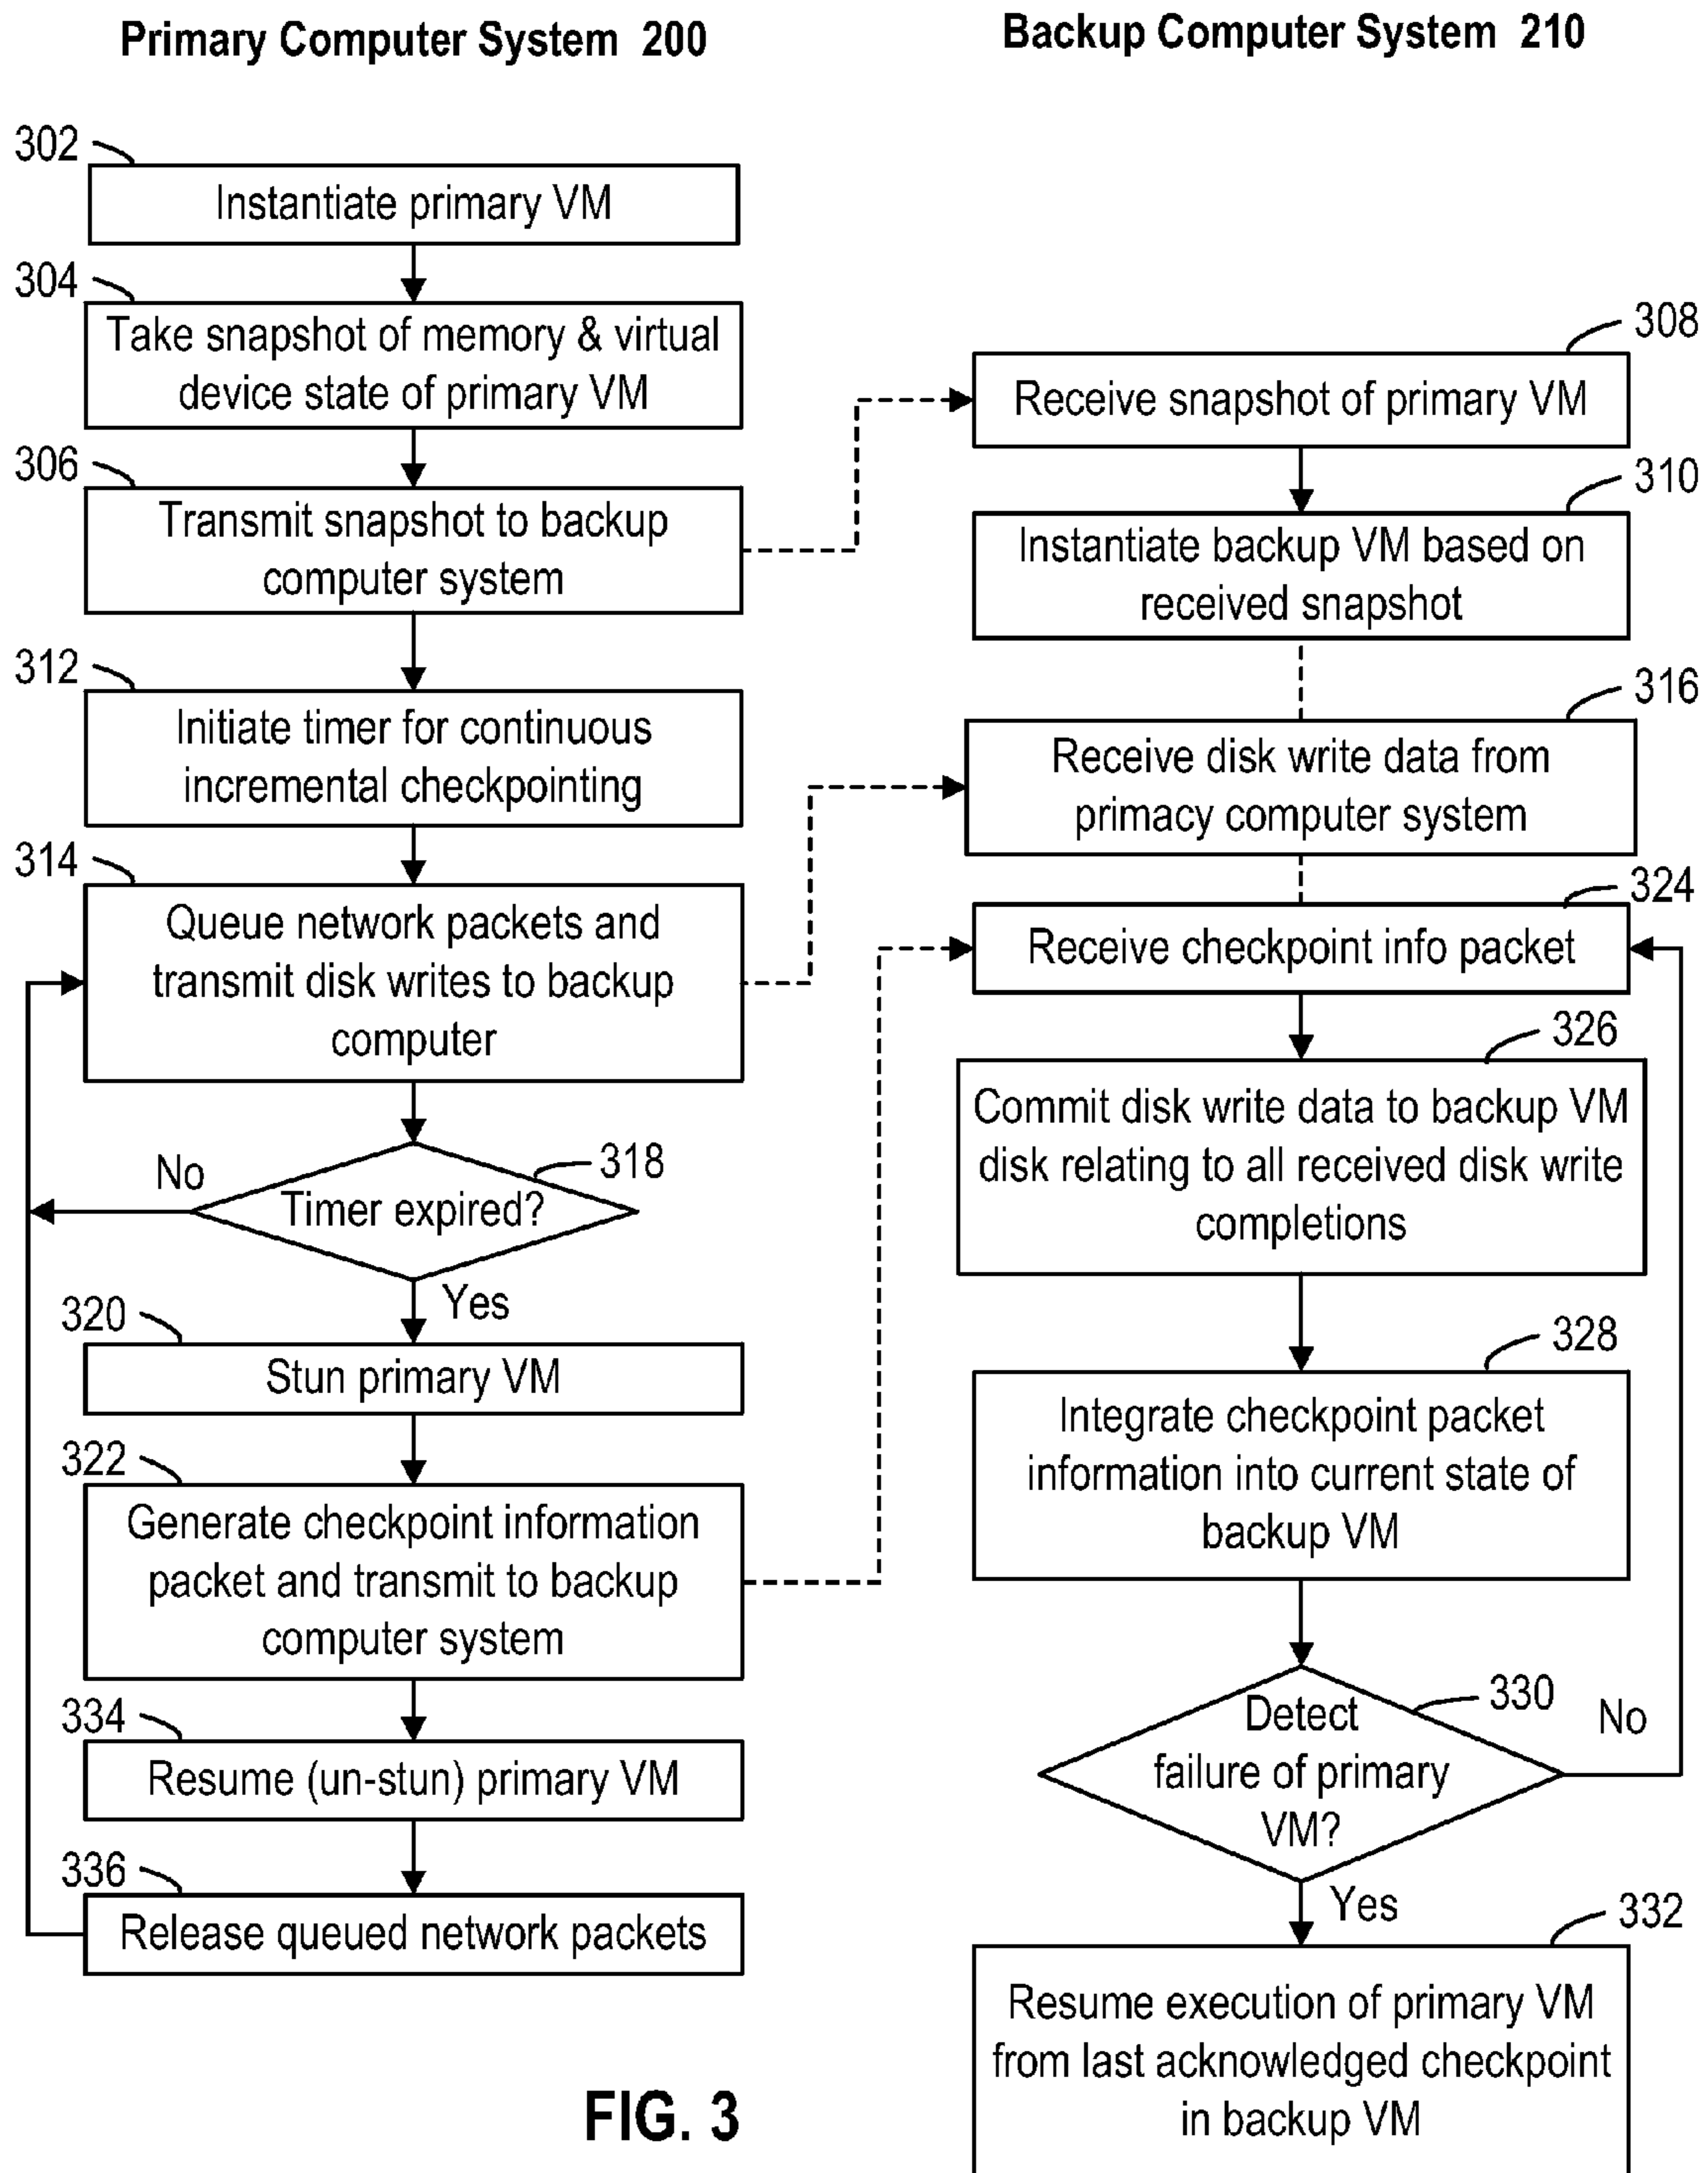 Primary Computer System 200
302
Instantiate primary VM
304
Take snapshot of memory & virtual
device state of primary VM
306
Transmit snapshot to backup
computer system
312
Initiate timer for continuous
incremental checkpointing
314
Queue network packets and
transmit disk writes to backup
computer
No
318
Timer expired?
Yes
320
Stun primary VM
322
Generate checkpoint information
packet and transmit to backup
computer system
334
Resume (un-stun) primary VM
336
Release queued network packets
Backup Computer System 210
308
Receive snapshot of primary VM
310
Instantiate backup VM based on
received snapshot
316
Receive disk write data from
primacy computer system
324
Receive checkpoint info packet
326
Commit disk write data to backup VM
disk relating to all received disk write
completions
328
Integrate checkpoint packet
information into current state of
backup VM
330
Detect
failure of primary
VM?
No
Yes
332
Resume execution of primary VM
from last acknowledged checkpoint
in backup VM
FIG. 3